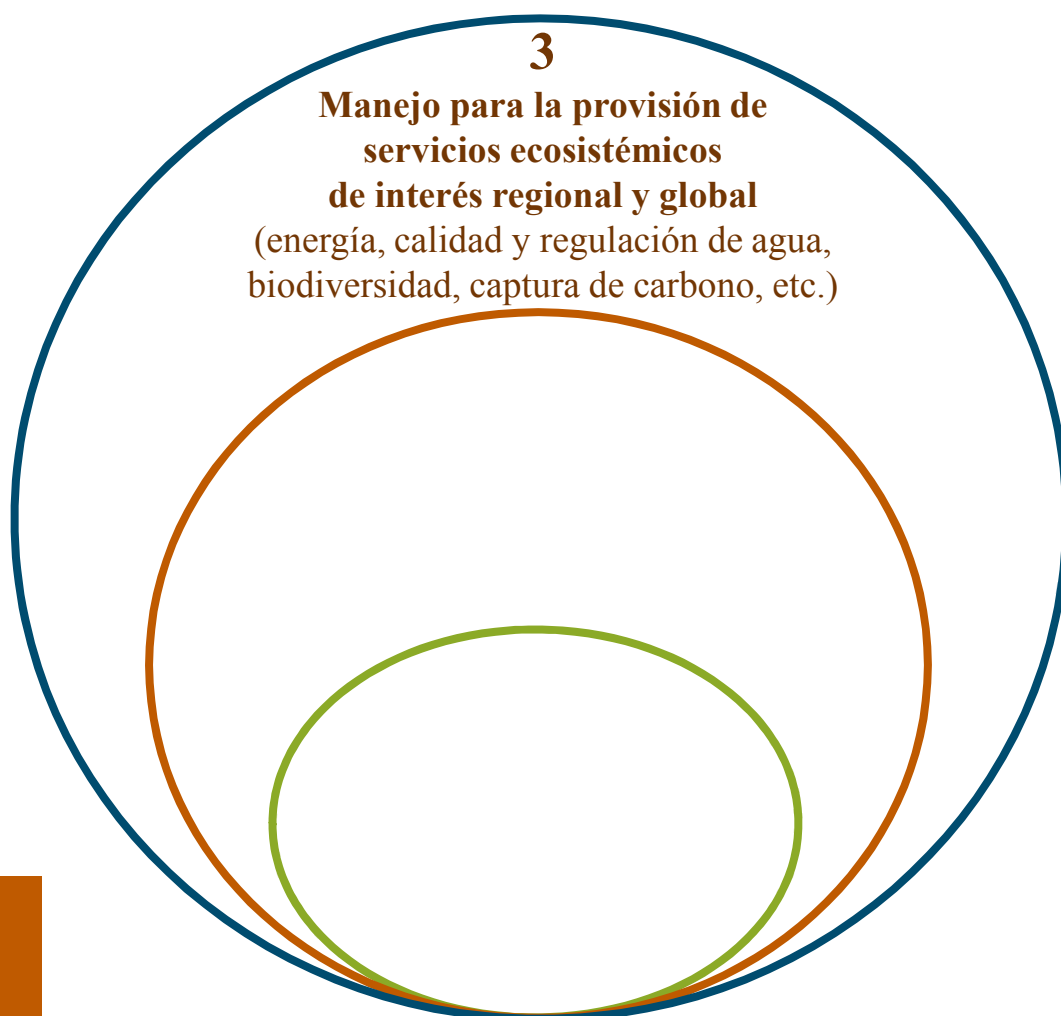 3
Manejo para la provisión de
servicios ecosistémicos
de interés regional y global
(energía, calidad y regulación de agua,
biodiversidad, captura de carbono, etc.)